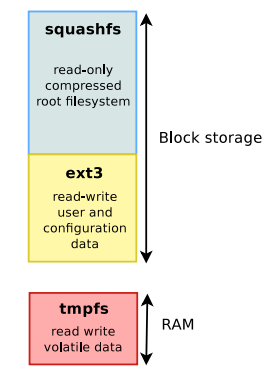 squashfs
read-only
compressed
root filesystem
Block storage
ext3
read-write
user and
configuration
data
tmpfs
read write
volatile data
RAM